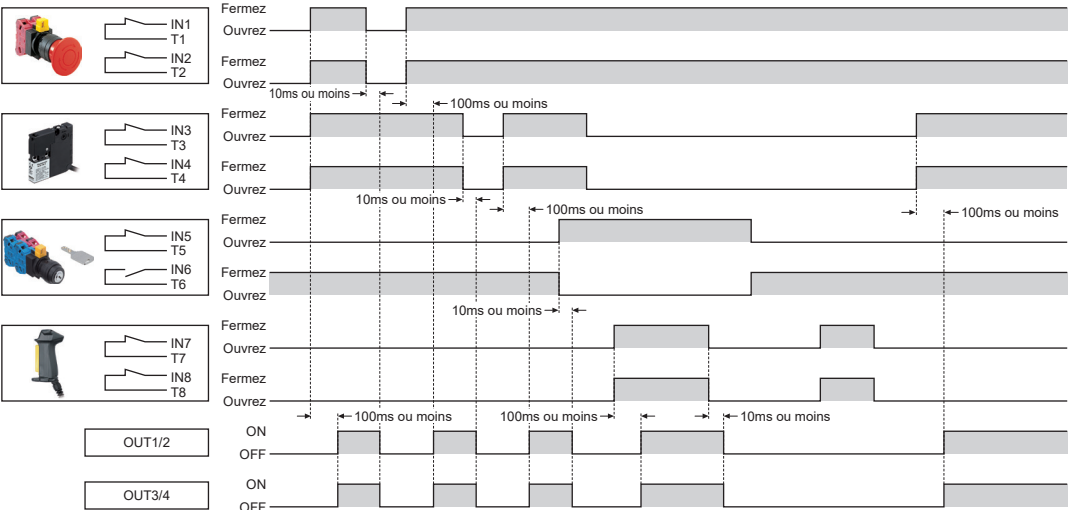 Fermez
IN1
Ouvrez
T1
IN2
Fermez
T2
Ouvrez
10ms ou moins
100ms ou moins
Fermez
IN3
Ouvrez
T3
IN4
Fermez
T4
Ouvrez
10ms ou moins
100ms ou moins
100ms ou moins
Fermez
IN5
Ouvrez
T5
IN6
Fermez
T6
Ouvrez
10ms ou moins
Fermez
IN7
Ouvrez
T7
IN8
Fermez
T8
Ouvrez
100ms ou moins
100ms ou moins
10ms ou moins
OUT1/2
ON
OFF
OUT3/4
ON
OFF